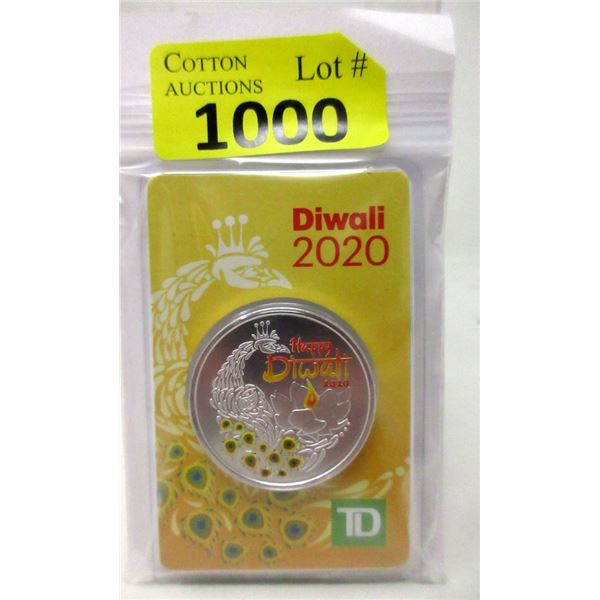 COTTON
AUCTIONS
Lot #
1000
Diwali
2020
Happy
Diwali
2020
TD